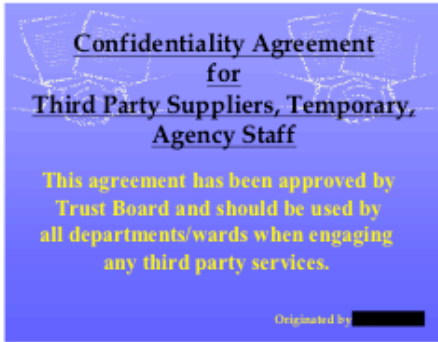 Confidentiality Agreement
for
Third Party Suppliers, Temporary,
Agency Staff
This agreement has been approved by
Trust Board and should be used by
all departments/wards when engaging
any third party services.
Originated by